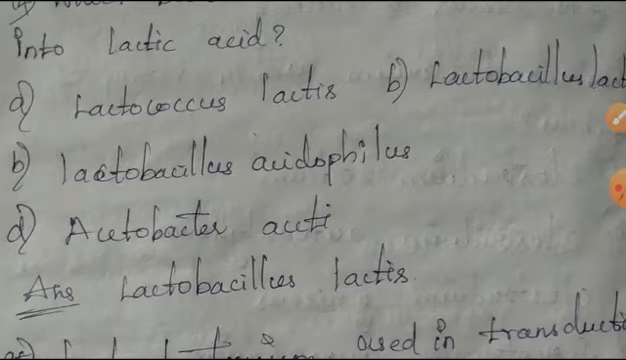 into lactic acid?
a) Lactococcus lactis b) Lactobacillus lact
b) lactobacillus acidophilus
d) Acetobacter aceti
Ans Lactobacillus lactis.
used in transducti